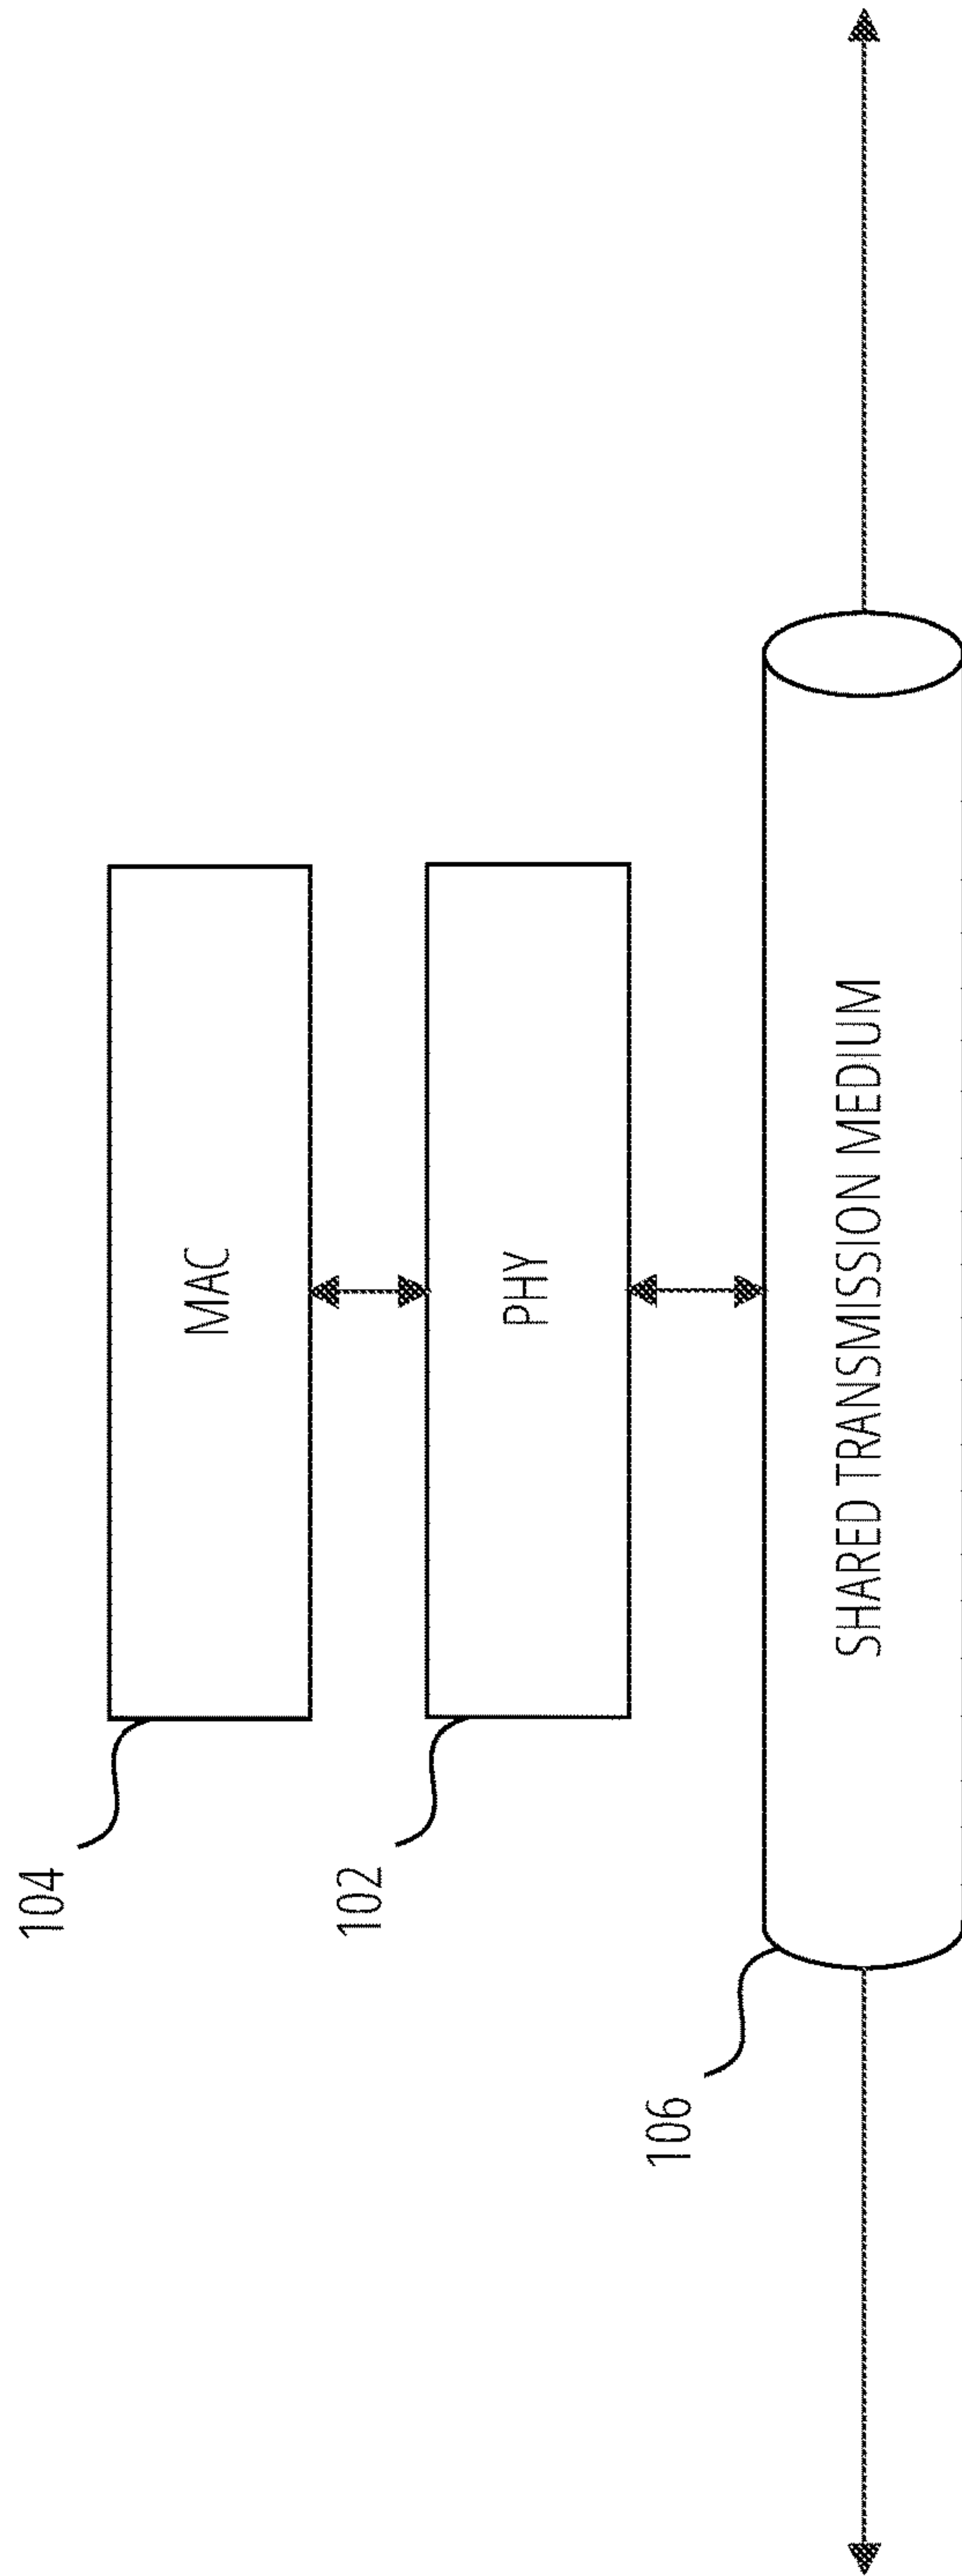 104
MAC
102
PHY
106
SHARED TRANSMISSION MEDIUM